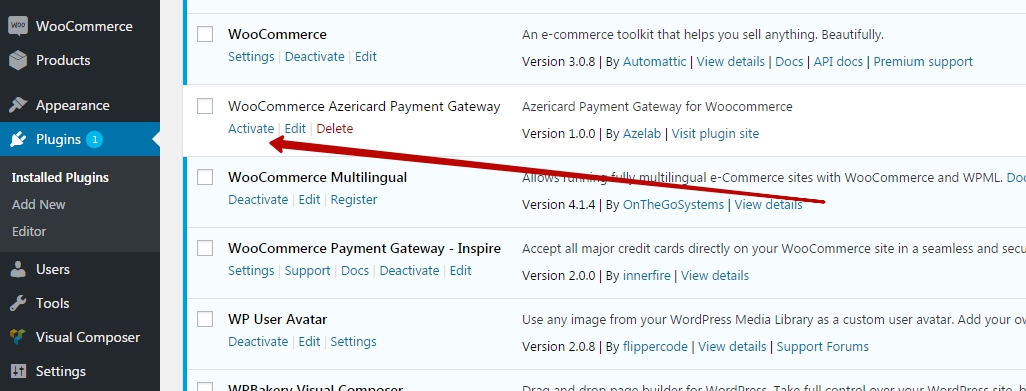 WOO WooCommerce
Products
Appearance
Plugins 1
Installed Plugins
Add New
Editor
Users
Tools
Visual Composer
Settings
WooCommerce
Settings | Deactivate | Edit
An e-commerce toolkit that helps you sell anything. Beautifully.
Version 3.0.8 | By Automattic | View details | Docs | API docs | Premium support
WooCommerce Azericard Payment Gateway
Activate | Edit | Delete
Azericard Payment Gateway for Woocommerce
Version 1.0.0 | By Azelab | Visit plugin site
WooCommerce Multilingual
Deactivate | Edit | Register
Allows running fully multilingual e-Commerce sites with WooCommerce and WPML. Doc
Version 4.1.4 | By OnTheGoSystems | View details
WooCommerce Payment Gateway - Inspire
Settings | Support | Docs | Deactivate | Edit
Accept all major credit cards directly on your WooCommerce site in a seamless and secu
Version 2.0.0 | By innerfire | View details
WP User Avatar
Deactivate | Edit | Settings
Use any image from your WordPress Media Library as a custom user avatar. Add your ow
Version 2.0.8 | By flippercode | View details | Support Forums
WPBakery Visual Composer
Drag and drop page builder for WordPress. Take full control over your WordPress site, b